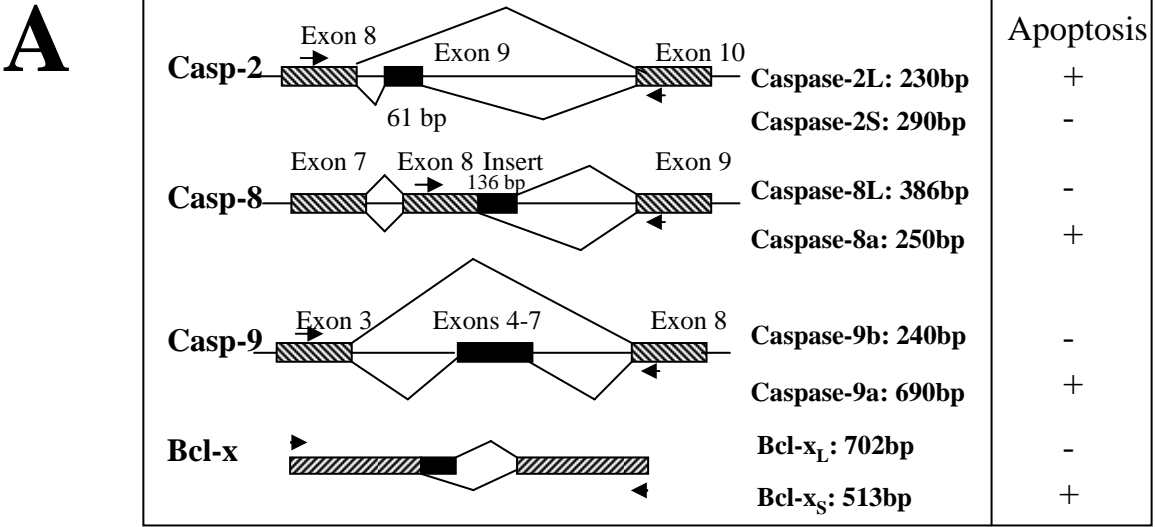 A
Apoptosis
Exon 8
Exon 9
Exon 10
Casp-2
61 bp
Caspase-2L: 230bp +
Caspase-2S: 290bp -
Exon 7 Exon 8 Insert Exon 9
136 bp
Casp-8
Caspase-8L: 386bp -
Caspase-8a: 250bp +
Exon 3 Exons 4-7 Exon 8
Casp-9
Caspase-9b: 240bp -
Caspase-9a: 690bp +
Bcl-x
Bcl-xL: 702bp -
Bcl-xS: 513bp +